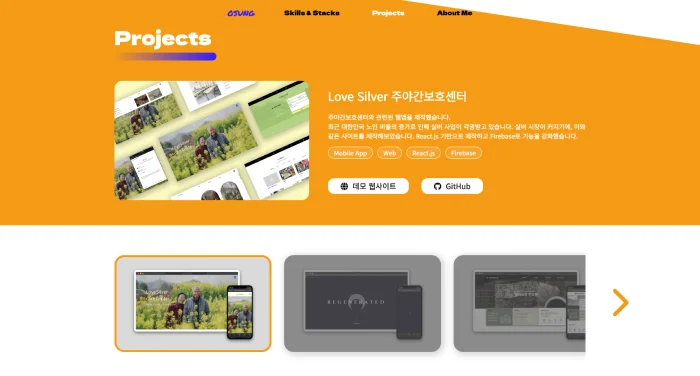 OSUNG
Skills & Stacks
Projects
About Me
Projects
Love Silver 주야간보호센터
주야간보호센터와 관련된 웹앱을 제작했습니다.
최근 대한민국 노인 비율의 증가로 인해 실버 사업이 각광받고 있습니다. 실버 시장이 커지기에, 이와
같은 사이트를 제작해보았습니다. React.js 기반으로 제작하고 Firebase로 기능을 강화했습니다.
Mobile App
Web
React.js
Firebase
데모 웹사이트
GitHub
Love Silver
REGENERATED